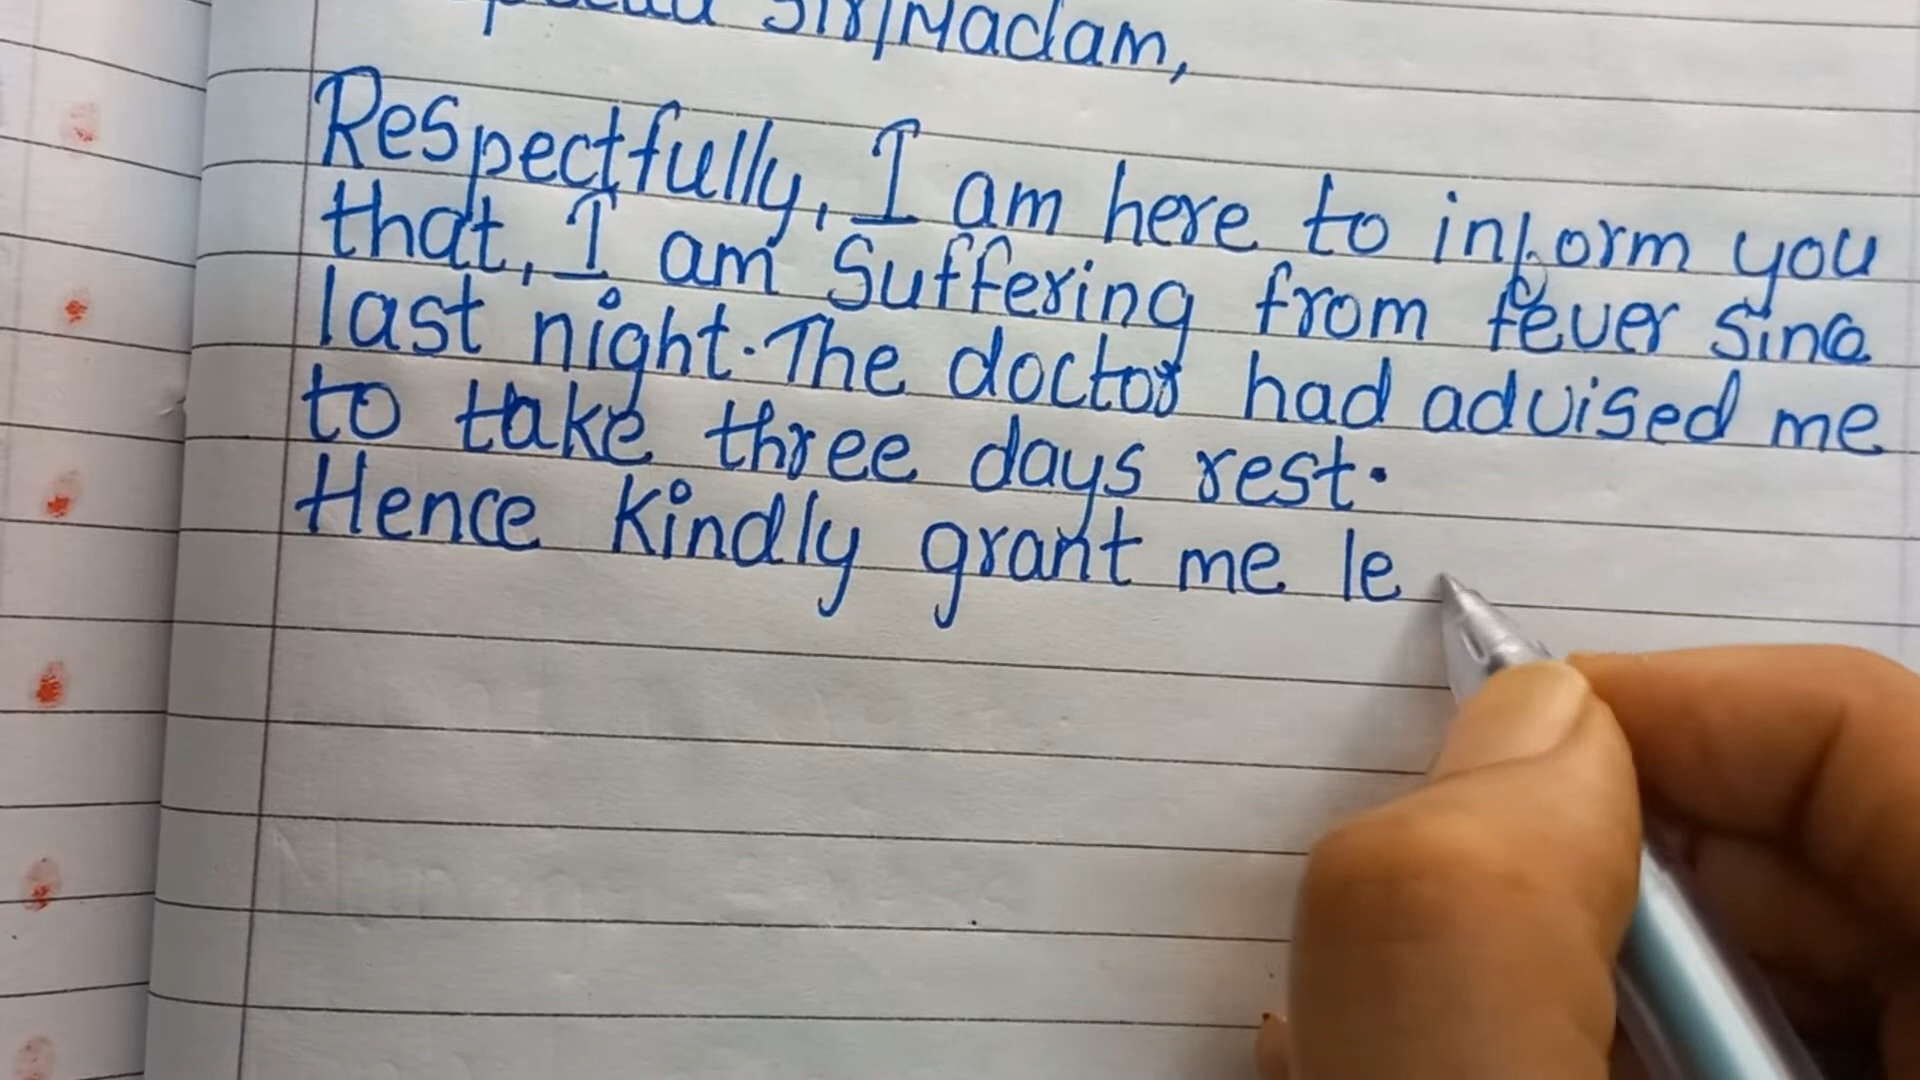 Sir/Madam,
Respectfully, I am here to inform you
that, I am Suffering from fever Sinc
last night. The doctor had advised me
to take three days rest.
Hence kindly grant me le